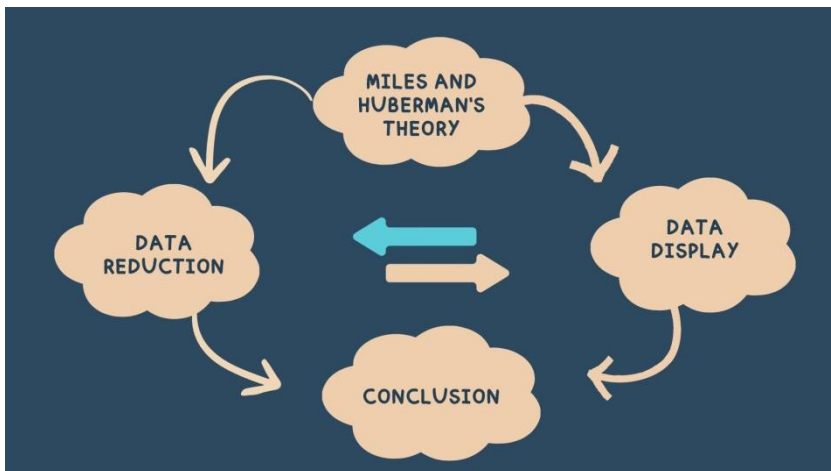 MILES AND
HUBERMAN'S
THEORY
DATA
REDUCTION
DATA
DISPLAY
CONCLUSION